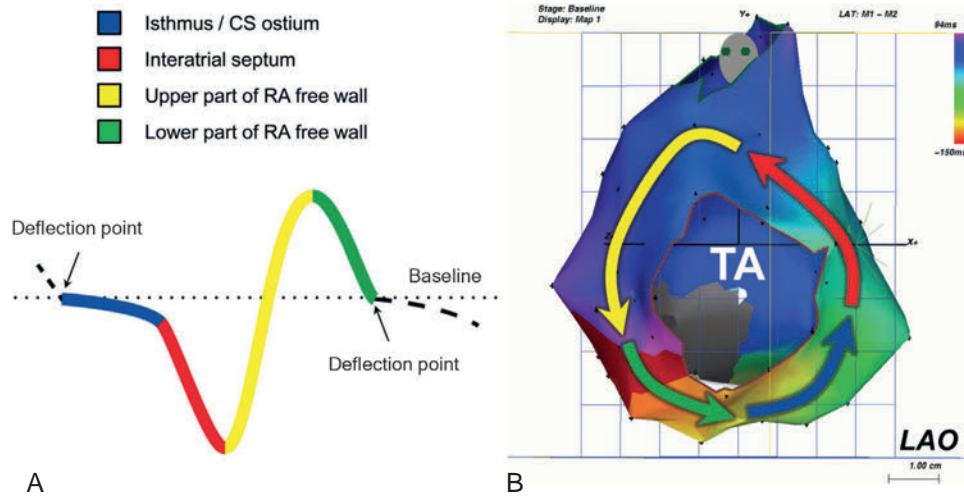 Isthmus / CS ostium
Interatrial septum
Upper part of RA free wall
Lower part of RA free wall
Deflection point
Baseline
Deflection point
A
Stage: Baseline
Display: Map 1
Y+
LAT: M1 – M2
94ms
–150ms
Z-
X+
TA
LAO
1.00 cm
B